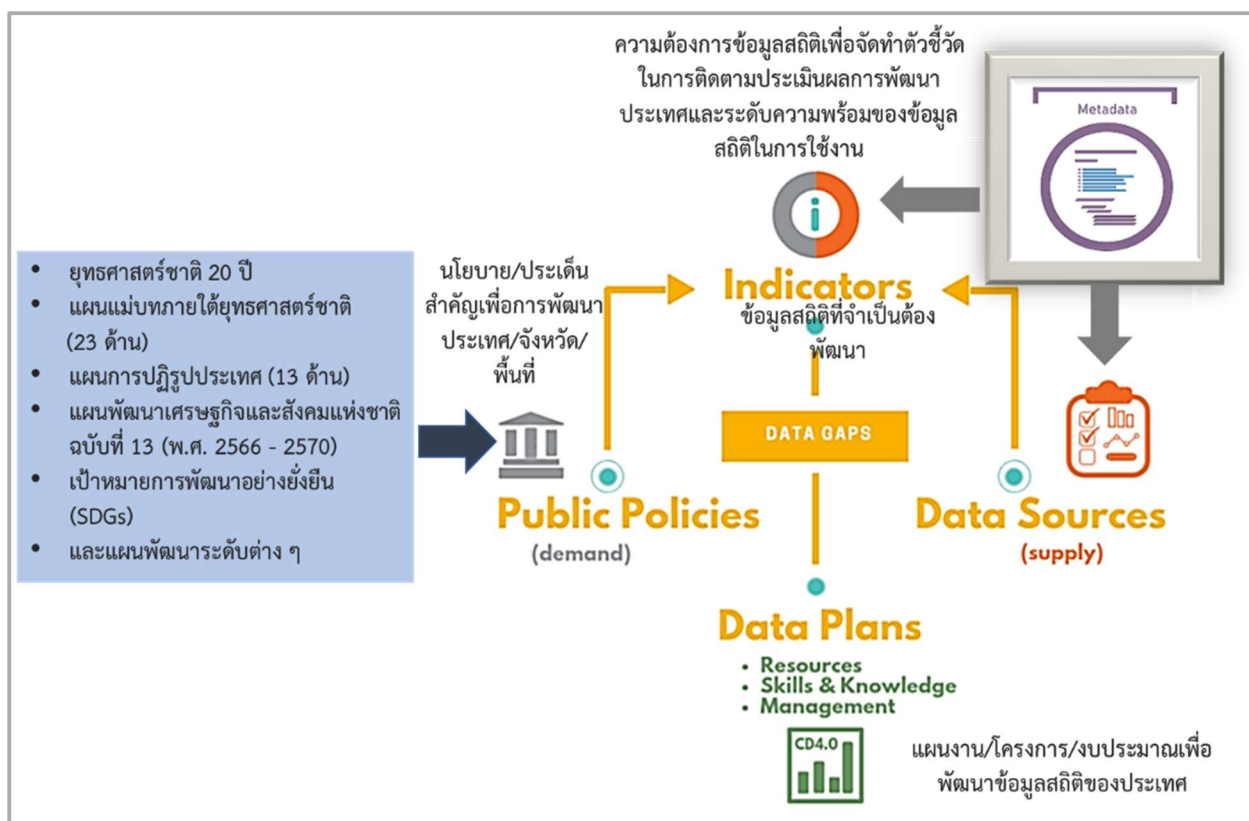 ความต้องการข้อมูลสถิติเพื่อจัดทำตัวชี้วัด
ในการติดตามประเมินผลการพัฒนา
ประเทศและระดับความพร้อมของข้อมูล
สถิติในการใช้งาน
Metadata
i
• ยุทธศาสตร์ชาติ 20 ปี
• แผนแม่บทภายใต้ยุทธศาสตร์ชาติ
(23 ด้าน)
• แผนการปฏิรูปประเทศ (13 ด้าน)
• แผนพัฒนาเศรษฐกิจและสังคมแห่งชาติ
ฉบับที่ 13 (พ.ศ. 2566 - 2570)
• เป้าหมายการพัฒนาอย่างยั่งยืน
(SDGs)
• และแผนพัฒนาระดับต่าง ๆ
นโยบาย/ประเด็น
สำคัญเพื่อการพัฒนา
ประเทศ/จังหวัด/
พื้นที่
Indicators
ข้อมูลสถิติที่จำเป็นต้อง
พัฒนา
DATA GAPS
Public Policies
(demand)
Data Sources
(supply)
Data Plans
• Resources
• Skills & Knowledge
• Management
CD4.0
แผนงาน/โครงการ/งบประมาณเพื่อ
พัฒนาข้อมูลสถิติของประเทศ